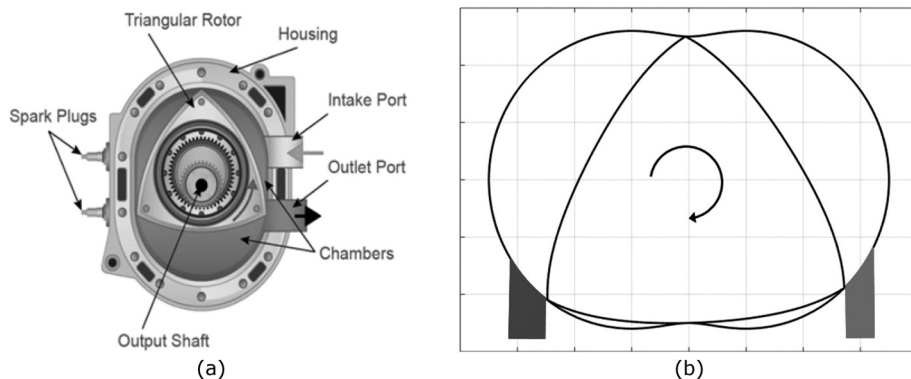 Triangular Rotor
Housing
Spark Plugs
Intake Port
Outlet Port
Chambers
Output Shaft
(a)
(b)